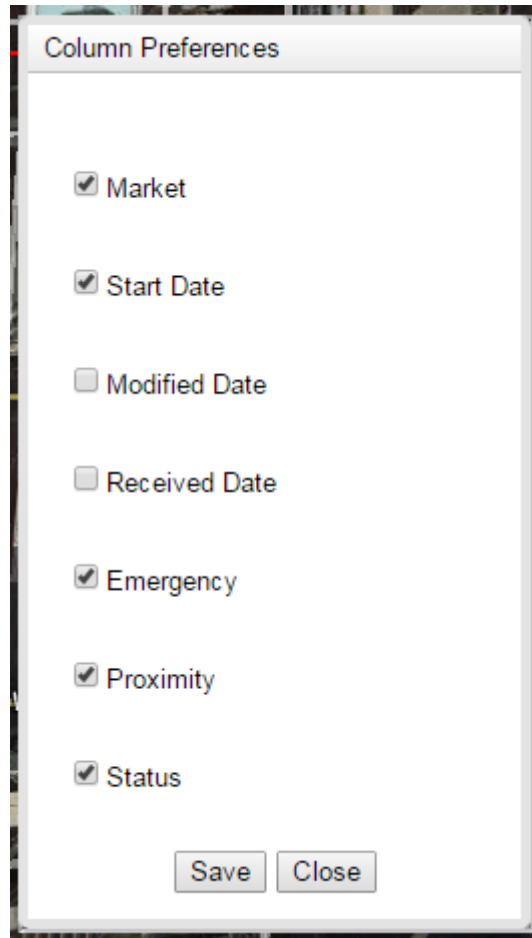 Column Preferences
Market
Start Date
Modified Date
Received Date
Emergency
Proximity
Status
Save Close